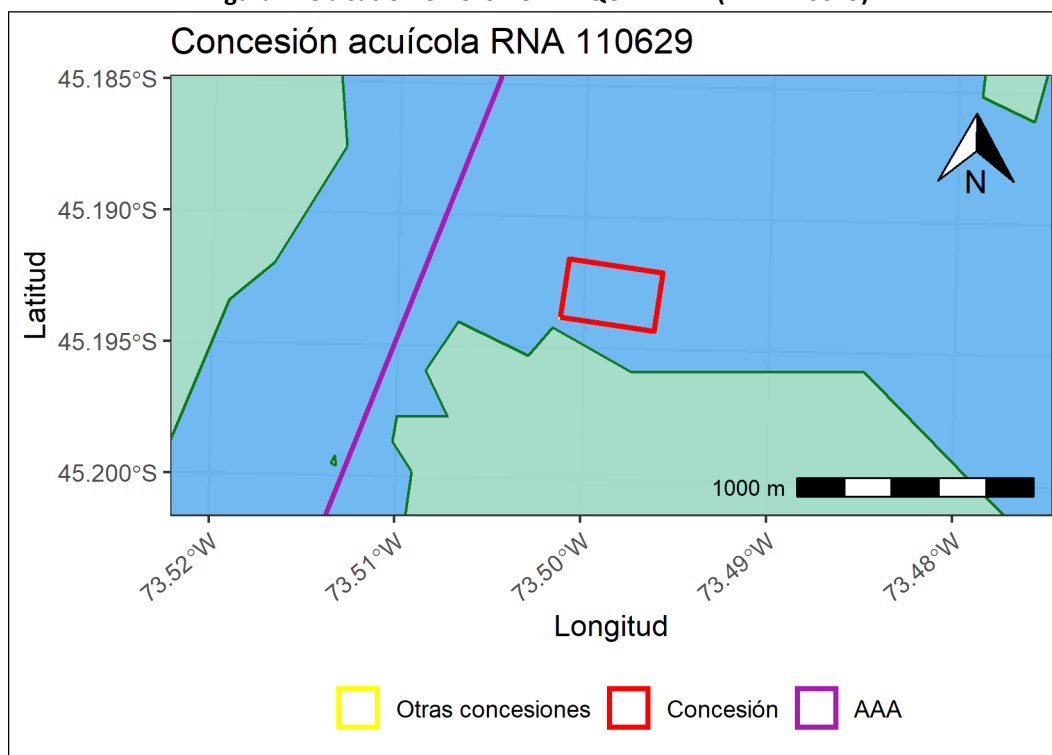 Concesión acuícola RNA 110629
45.185°S
45.190°S
45.195°S
45.200°S
Latitud
N
1000 m
73.52°W
73.51°W
73.50°W
73.49°W
73.48°W
Longitud
Otras concesiones
Concesión
AAA